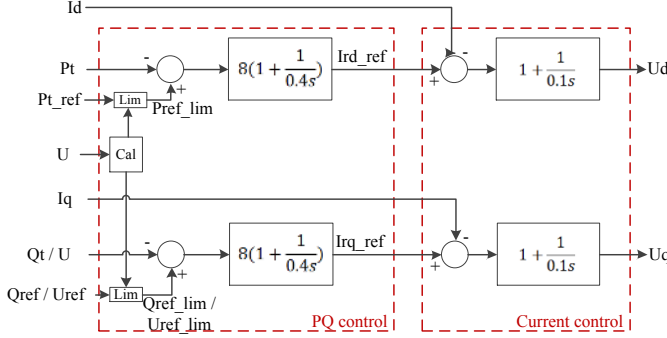 Id
Pt
-
+
8(1+1/0.4s)
Ird_ref
-
+
1+1/0.1s
Ud
Pt_ref
Lim
Pref_lim
U
Cal
Iq
Qt / U
-
+
8(1+1/0.4s)
Irq_ref
-
+
1+1/0.1s
Uq
Qref / Uref
Lim
Qref_lim /
Uref_lim
PQ control
Current control